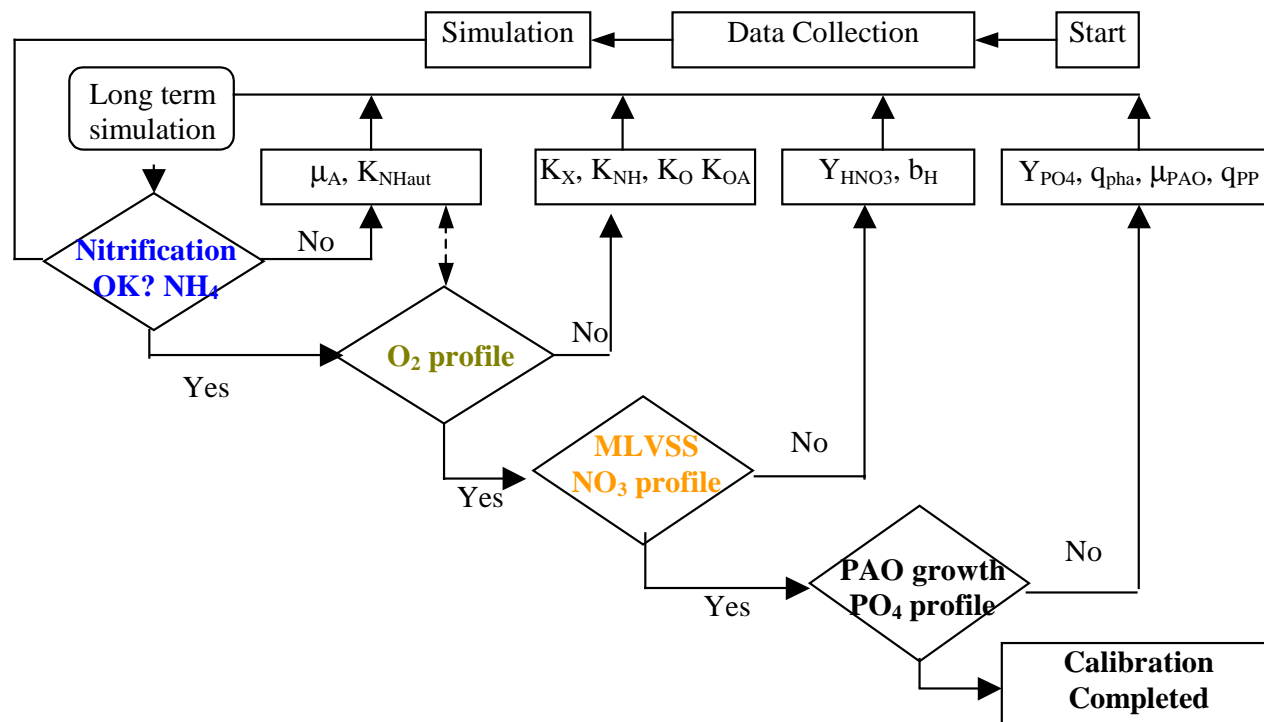 Simulation
Data Collection
Start
Long term
simulation
μA, KNHaut
KX, KNH, KO KOA
YHNO3, bH
YPO4, qpha, μPAO, qPP
No
Nitrification
OK? NH4
Yes
No
O2 profile
Yes
No
MLVSS
NO3 profile
Yes
No
PAO growth
PO4 profile
Calibration
Completed